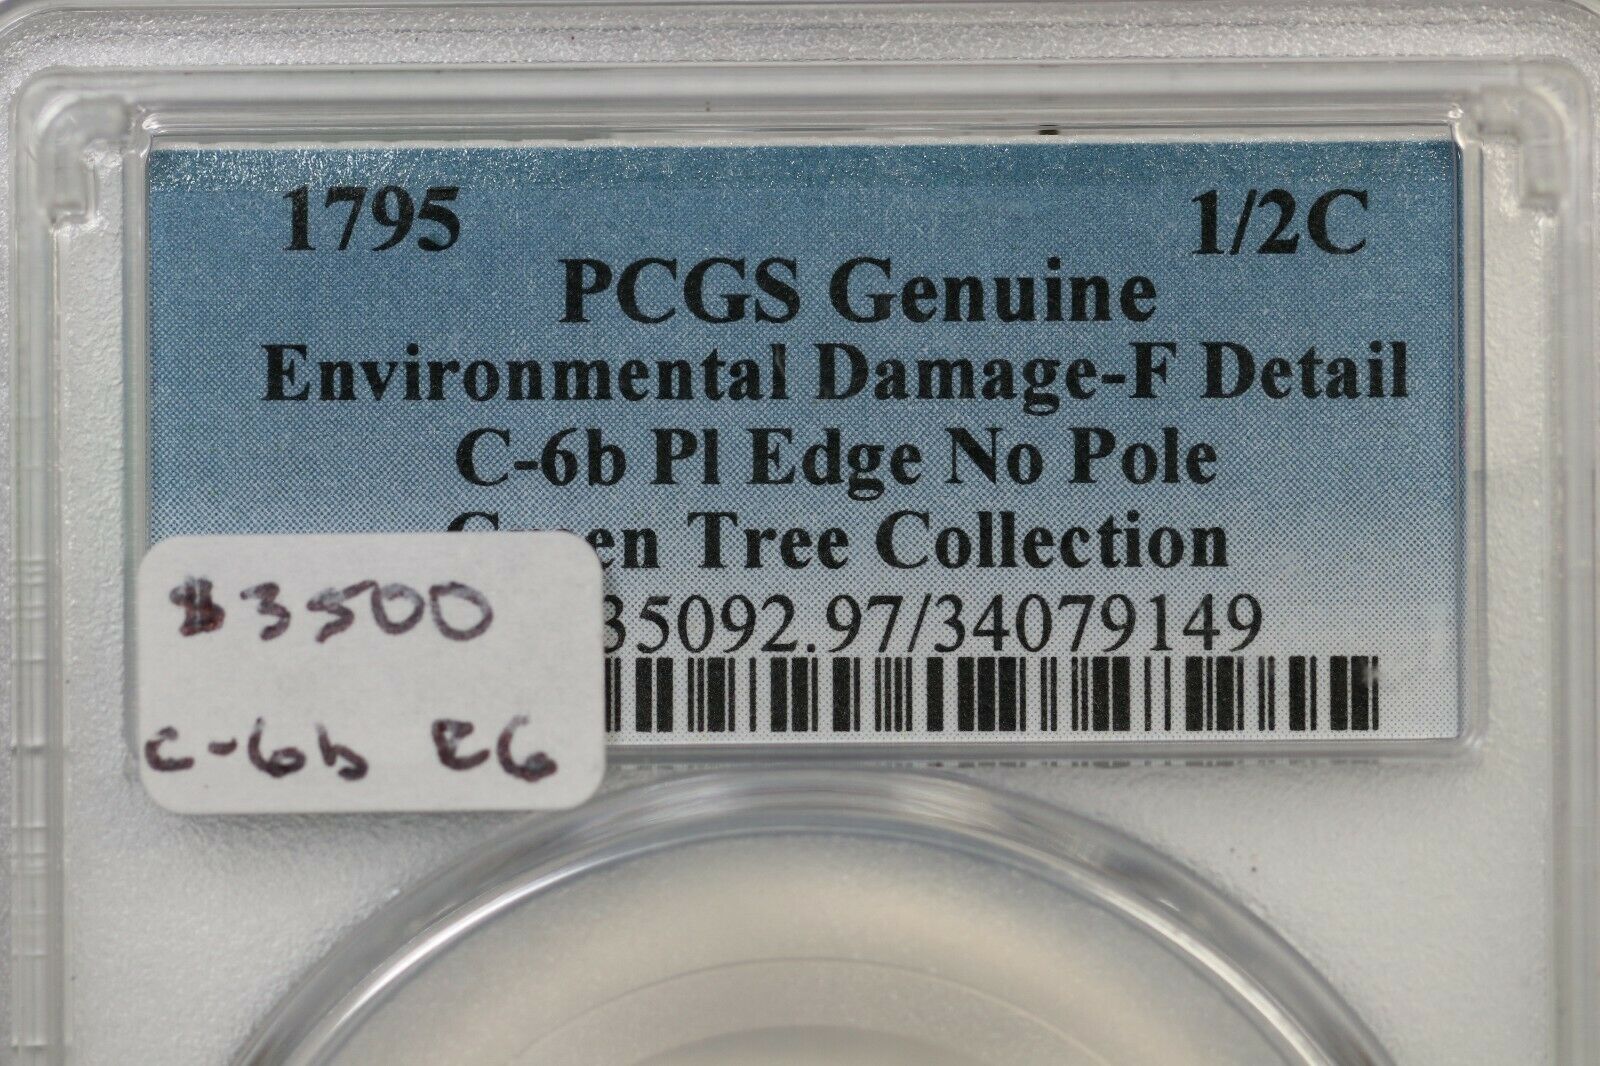 1795 1/2C
PCGS Genuine
Environmental Damage-F Detail
C-6b Pl Edge No Pole
Green Tree Collection
35092.97/34079149
$3500
C-6b